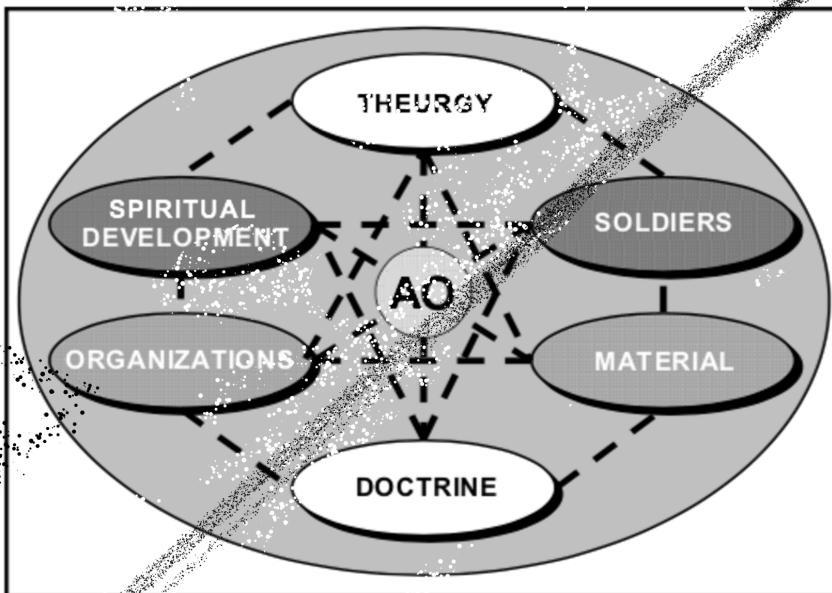 THEURGY
SPIRITUAL
DEVELOPMENT
SOLDIERS
AO
ORGANIZATIONS
MATERIAL
DOCTRINE